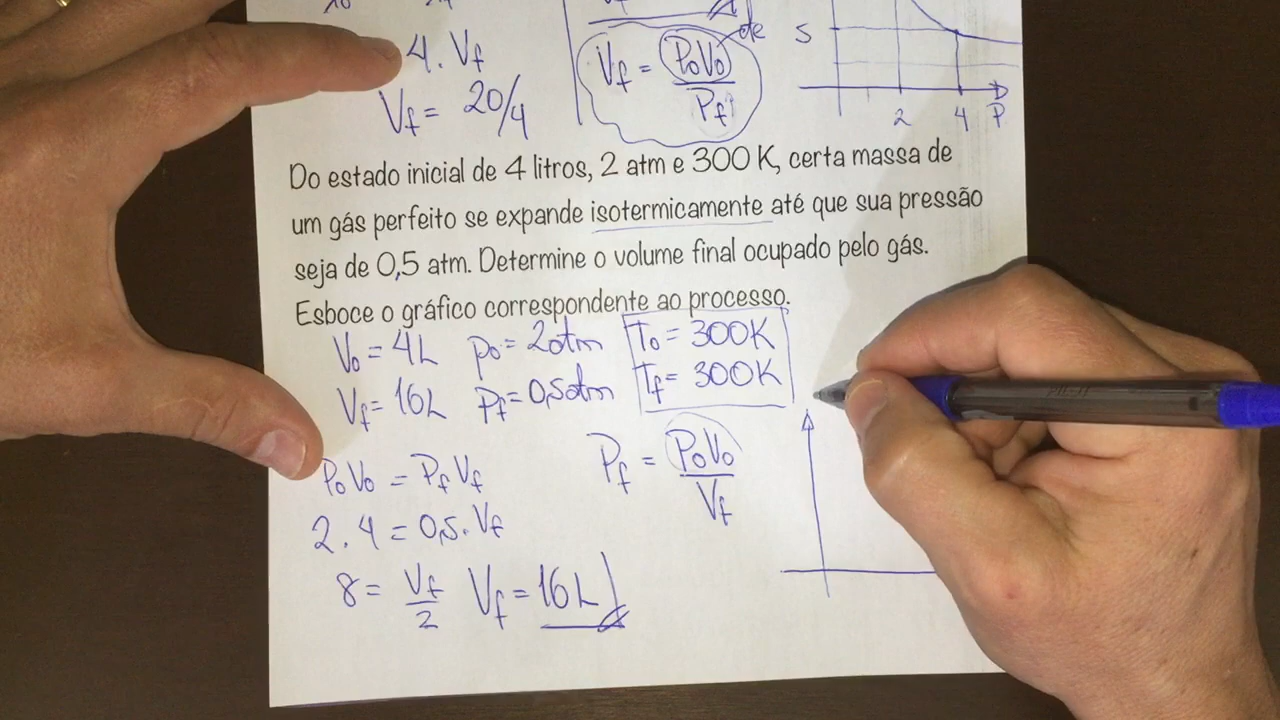 4. Vf
Vf = 20/4
Vf = P0V0 / Pf↑
de
5
2 4 P
Do estado inicial de 4 litros, 2 atm e 300 K, certa massa de
um gás perfeito se expande isotermicamente até que sua pressão
seja de 0,5 atm. Determine o volume final ocupado pelo gás.
Esboce o gráfico correspondente ao processo.
V0 = 4L p0 = 2atm T0 = 300K
Vf = 16L Pf = 0,5atm Tf = 300K
P0V0 = PfVf
2 . 4 = 0,5. Vf
8 = Vf/2 Vf = 16L
Pf = P0V0 / Vf